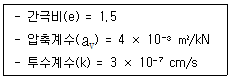 - 간극비(e) = 1.5
- 압축계수(aᵥ) = 4 × 10⁻³ m²/kN
- 투수계수(k) = 3 × 10⁻⁷ cm/s